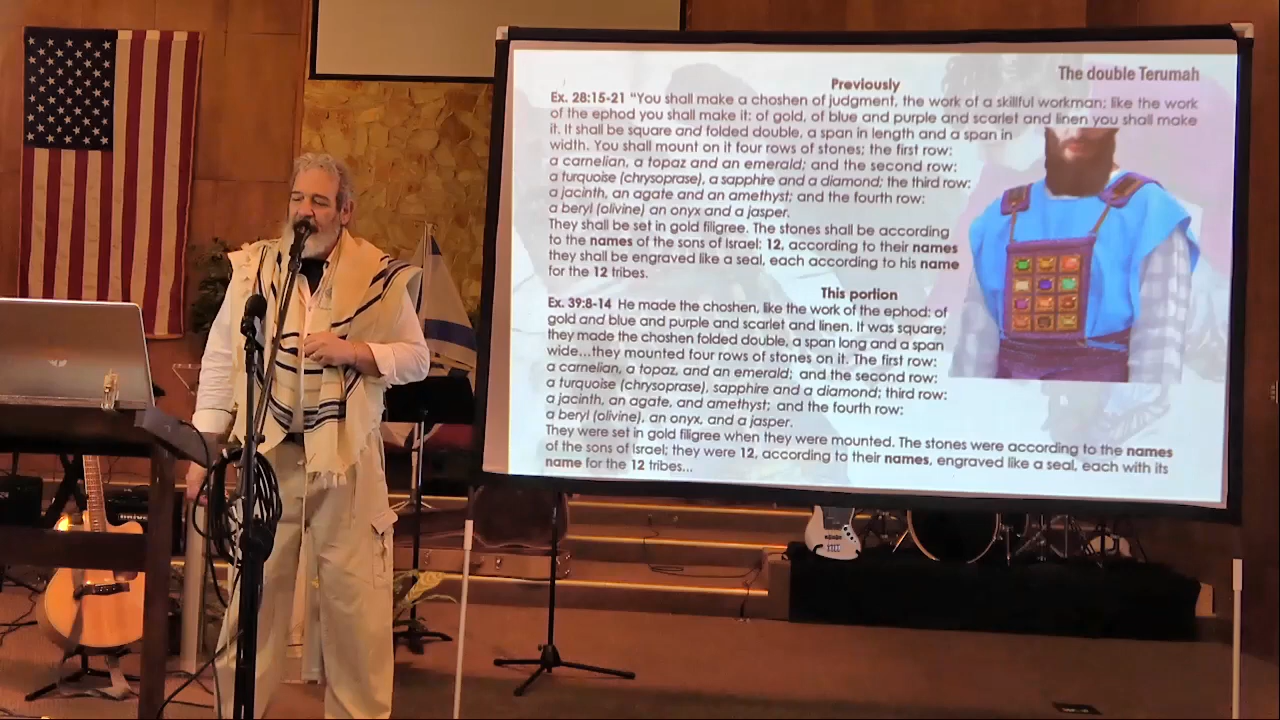 The double Terumah
Previously
Ex. 28:15-21 “You shall make a choshen of judgment, the work of a skillful workman; like the work
of the ephod you shall make it: of gold, of blue and purple and scarlet and linen you shall make
it. It shall be square and folded double, a span in length and a span in
width. You shall mount on it four rows of stones; the first row:
a carnelian, a topaz and an emerald; and the second row:
a turquoise (chrysoprase), a sapphire and a diamond; the third row:
a jacinth, an agate and an amethyst; and the fourth row:
a beryl (olivine) an onyx and a jasper.
They shall be set in gold filigree. The stones shall be according
to the names of the sons of Israel: 12, according to their names
they shall be engraved like a seal, each according to his name
for the 12 tribes.
This portion
Ex. 39:8-14 He made the choshen, like the work of the ephod: of
gold and blue and purple and scarlet and linen. It was square;
they made the choshen folded double, a span long and a span
wide...they mounted four rows of stones on it. The first row:
a carnelian, a topaz, and an emerald; and the second row:
a turquoise (chrysoprase), sapphire and a diamond; third row:
a jacinth, an agate, and amethyst; and the fourth row:
a beryl (olivine), an onyx, and a jasper.
They were set in gold filigree when they were mounted. The stones were according to the names
of the sons of Israel; they were 12, according to their names, engraved like a seal, each with its
name for the 12 tribes...